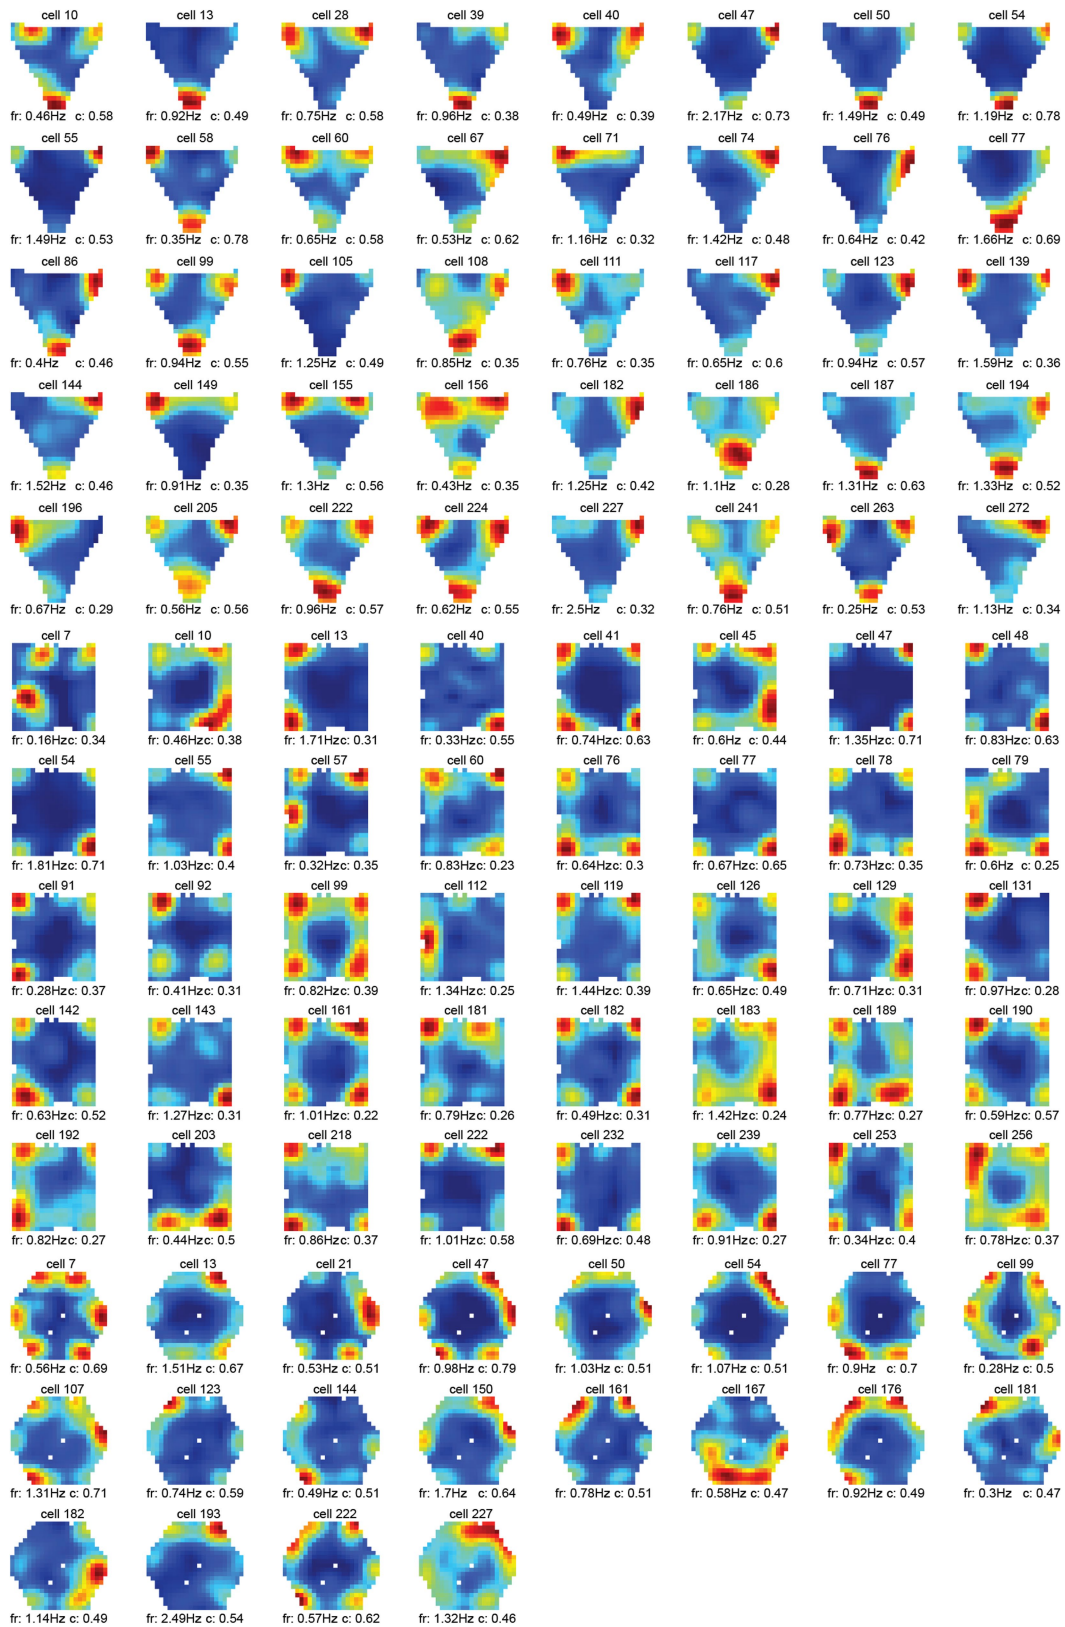 cell 10 cell 13 cell 28 cell 39 cell 40 cell 47 cell 50 cell 54
fr: 0.46Hz c: 0.58 fr: 0.92Hz c: 0.49 fr: 0.75Hz c: 0.58 fr: 0.96Hz c: 0.38 fr: 0.49Hz c: 0.39 fr: 2.17Hz c: 0.73 fr: 1.49Hz c: 0.49 fr: 1.19Hz c: 0.78
cell 55 cell 58 cell 60 cell 67 cell 71 cell 74 cell 76 cell 77
fr: 1.49Hz c: 0.53 fr: 0.35Hz c: 0.78 fr: 0.65Hz c: 0.58 fr: 0.53Hz c: 0.62 fr: 1.16Hz c: 0.32 fr: 1.42Hz c: 0.48 fr: 0.64Hz c: 0.42 fr: 1.66Hz c: 0.69
cell 86 cell 99 cell 105 cell 108 cell 111 cell 117 cell 123 cell 139
fr: 0.4Hz c: 0.46 fr: 0.94Hz c: 0.55 fr: 1.25Hz c: 0.49 fr: 0.85Hz c: 0.35 fr: 0.76Hz c: 0.35 fr: 0.65Hz c: 0.6 fr: 0.94Hz c: 0.57 fr: 1.59Hz c: 0.36
cell 144 cell 149 cell 155 cell 156 cell 182 cell 186 cell 187 cell 194
fr: 1.52Hz c: 0.46 fr: 0.91Hz c: 0.35 fr: 1.3Hz c: 0.56 fr: 0.43Hz c: 0.35 fr: 1.25Hz c: 0.42 fr: 1.1Hz c: 0.28 fr: 1.31Hz c: 0.63 fr: 1.33Hz c: 0.52
cell 196 cell 205 cell 222 cell 224 cell 227 cell 241 cell 263 cell 272
fr: 0.67Hz c: 0.29 fr: 0.56Hz c: 0.56 fr: 0.96Hz c: 0.57 fr: 0.62Hz c: 0.55 fr: 2.5Hz c: 0.32 fr: 0.76Hz c: 0.51 fr: 0.25Hz c: 0.53 fr: 1.13Hz c: 0.34
cell 7 cell 10 cell 13 cell 40 cell 41 cell 45 cell 47 cell 48
fr: 0.16Hzc: 0.34 fr: 0.46Hzc: 0.38 fr: 1.71Hzc: 0.31 fr: 0.33Hzc: 0.55 fr: 0.74Hzc: 0.63 fr: 0.6Hz c: 0.44 fr: 1.35Hzc: 0.71 fr: 0.83Hzc: 0.63
cell 54 cell 55 cell 57 cell 60 cell 76 cell 77 cell 78 cell 79
fr: 1.81Hzc: 0.71 fr: 1.03Hzc: 0.4 fr: 0.32Hzc: 0.35 fr: 0.83Hzc: 0.23 fr: 0.64Hzc: 0.3 fr: 0.67Hzc: 0.65 fr: 0.73Hzc: 0.35 fr: 0.6Hz c: 0.25
cell 91 cell 92 cell 99 cell 112 cell 119 cell 126 cell 129 cell 131
fr: 0.28Hzc: 0.37 fr: 0.41Hzc: 0.31 fr: 0.82Hzc: 0.39 fr: 1.34Hzc: 0.25 fr: 1.44Hzc: 0.39 fr: 0.65Hzc: 0.49 fr: 0.71Hzc: 0.31 fr: 0.97Hzc: 0.28
cell 142 cell 143 cell 161 cell 181 cell 182 cell 183 cell 189 cell 190
fr: 0.63Hzc: 0.52 fr: 1.27Hzc: 0.31 fr: 1.01Hzc: 0.22 fr: 0.79Hzc: 0.26 fr: 0.49Hzc: 0.31 fr: 1.42Hzc: 0.24 fr: 0.77Hzc: 0.27 fr: 0.59Hzc: 0.57
cell 192 cell 203 cell 218 cell 222 cell 232 cell 239 cell 253 cell 256
fr: 0.82Hzc: 0.27 fr: 0.44Hzc: 0.5 fr: 0.86Hzc: 0.37 fr: 1.01Hzc: 0.58 fr: 0.69Hzc: 0.48 fr: 0.91Hzc: 0.27 fr: 0.34Hzc: 0.4 fr: 0.78Hzc: 0.37
cell 7 cell 13 cell 21 cell 47 cell 50 cell 54 cell 77 cell 99
fr: 0.56Hz c: 0.69 fr: 1.51Hz c: 0.67 fr: 0.53Hz c: 0.51 fr: 0.98Hz c: 0.79 fr: 1.03Hz c: 0.51 fr: 1.07Hz c: 0.51 fr: 0.9Hz c: 0.7 fr: 0.28Hz c: 0.5
cell 107 cell 123 cell 144 cell 150 cell 161 cell 167 cell 176 cell 181
fr: 1.31Hz c: 0.71 fr: 0.74Hz c: 0.59 fr: 0.49Hz c: 0.51 fr: 1.7Hz c: 0.64 fr: 0.78Hz c: 0.51 fr: 0.58Hz c: 0.47 fr: 0.92Hz c: 0.49 fr: 0.3Hz c: 0.47
cell 182 cell 193 cell 222 cell 227
fr: 1.14Hz c: 0.49 fr: 2.49Hz c: 0.54 fr: 0.57Hz c: 0.62 fr: 1.32Hz c: 0.46